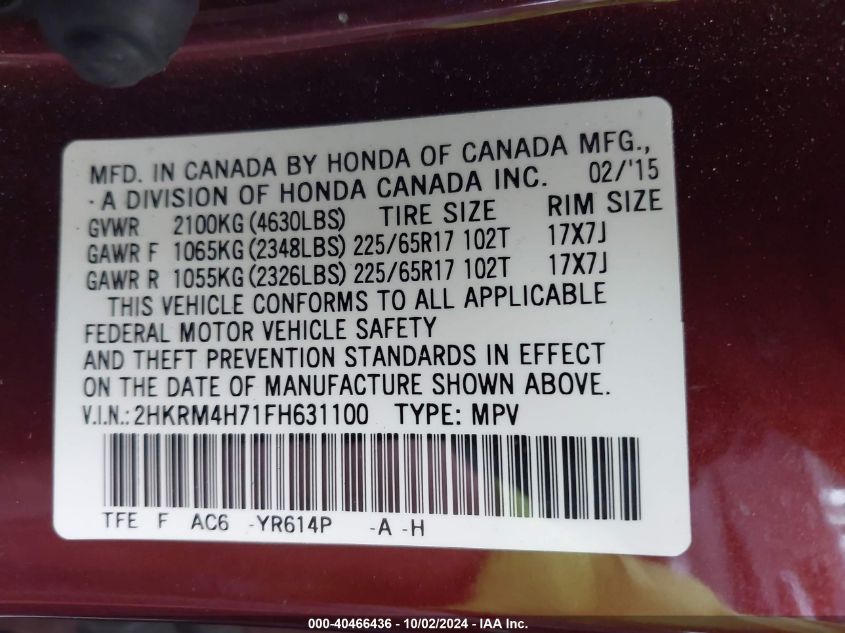 MFD. IN CANADA BY HONDA OF CANADA MFG.,
- A DIVISION OF HONDA CANADA INC. 02/'15
GVWR 2100KG (4630LBS) TIRE SIZE RIM SIZE
GAWR F 1065KG (2348LBS) 225/65R17 102T 17X7J
GAWR R 1055KG (2326LBS) 225/65R17 102T 17X7J
THIS VEHICLE CONFORMS TO ALL APPLICABLE
FEDERAL MOTOR VEHICLE SAFETY
AND THEFT PREVENTION STANDARDS IN EFFECT
ON THE DATE OF MANUFACTURE SHOWN ABOVE.
V.I.N.: 2HKRM4H71FH631100 TYPE: MPV
TFE F AC6 -YR614P -A -H
000-40466436 - 10/02/2024 - IAA Inc.